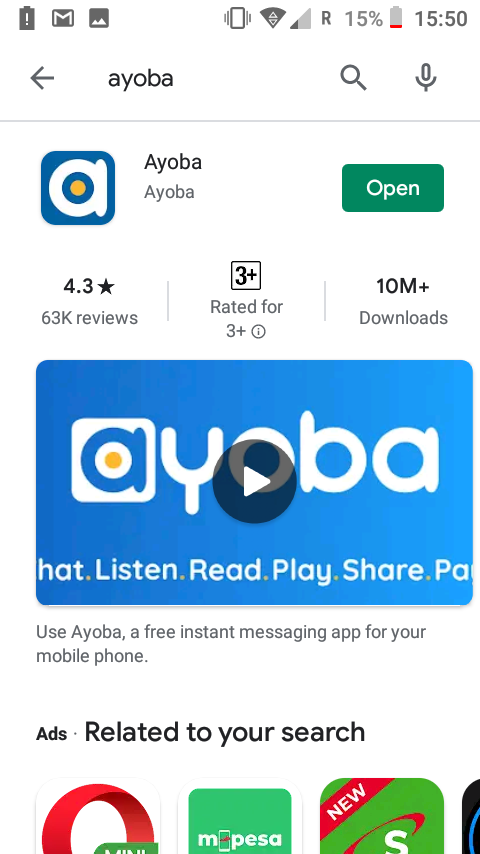 R 15% 15:50
ayoba
Ayoba
Ayoba
Open
4.3★
63K reviews
3+
Rated for
3+
10M+
Downloads
ayoba
hat.Listen.Read.Play.Share.Pa
Use Ayoba, a free instant messaging app for your
mobile phone.
Ads · Related to your search
MINI
m-pesa
NEW
S